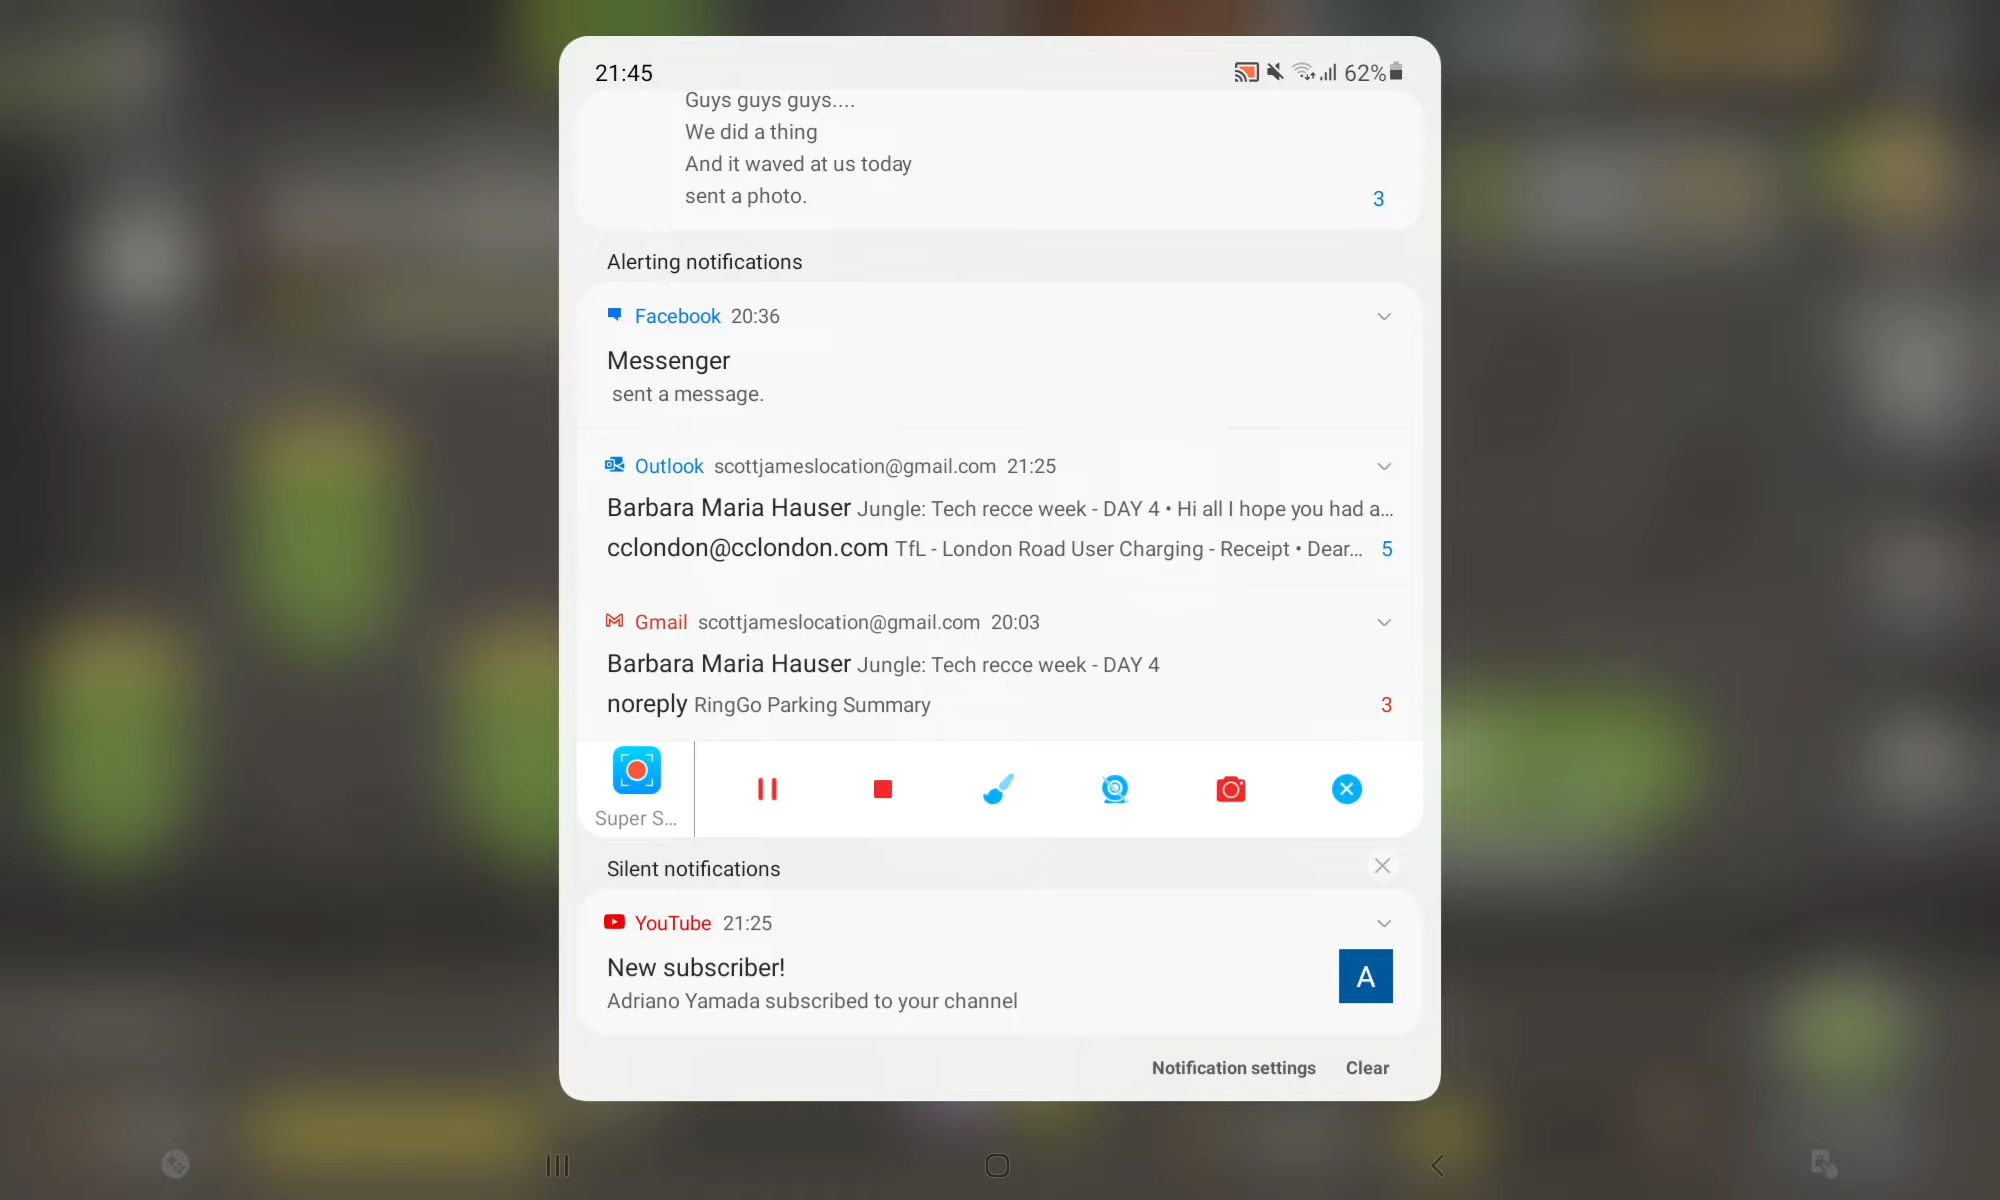 21:45
62%
Guys guys guys....
We did a thing
And it waved at us today
sent a photo.
3
Alerting notifications
Facebook 20:36
Messenger
sent a message.
Outlook scottjameslocation@gmail.com 21:25
Barbara Maria Hauser Jungle: Tech recce week - DAY 4 • Hi all I hope you had a...
cclondon@cclondon.com TfL - London Road User Charging - Receipt • Dear... 5
Gmail scottjameslocation@gmail.com 20:03
Barbara Maria Hauser Jungle: Tech recce week - DAY 4
noreply RingGo Parking Summary 3
Super S...
Silent notifications
YouTube 21:25
New subscriber!
Adriano Yamada subscribed to your channel
A
Notification settings Clear